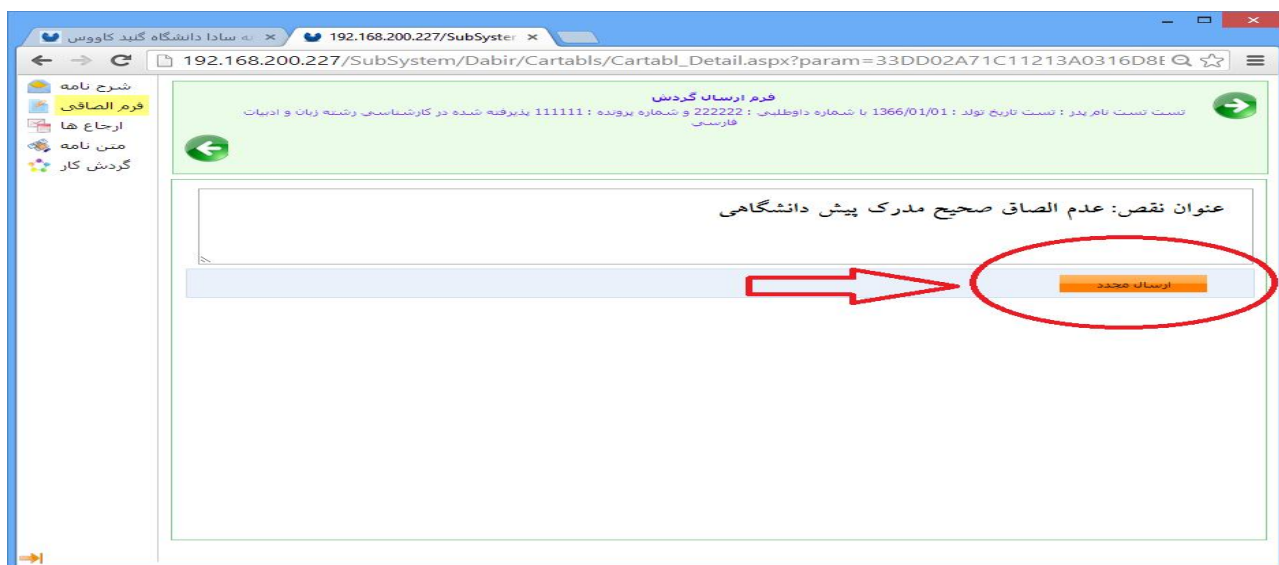 ـه سادا دانشگاه گنبد کاووس
192.168.200.227/SubSyster
192.168.200.227/SubSystem/Dabir/Cartabls/Cartabl_Detail.aspx?param=33DD02A71C11213A0316D8E
شرح نامه
فرم الصاقی
ارجاع ها
متن نامه
گردش کار
فرم ارسال گردش
تست تست نام پدر : تست تاریخ تولد : 1366/01/01 با شماره داوطلبی : 222222 و شماره پرونده : 111111 پذیرفته شده در کارشناسی رشته زبان و ادبیات
فارسی
عنوان نقص: عدم الصاق صحیح مدرک پیش دانشگاهی
ارسال مجدد